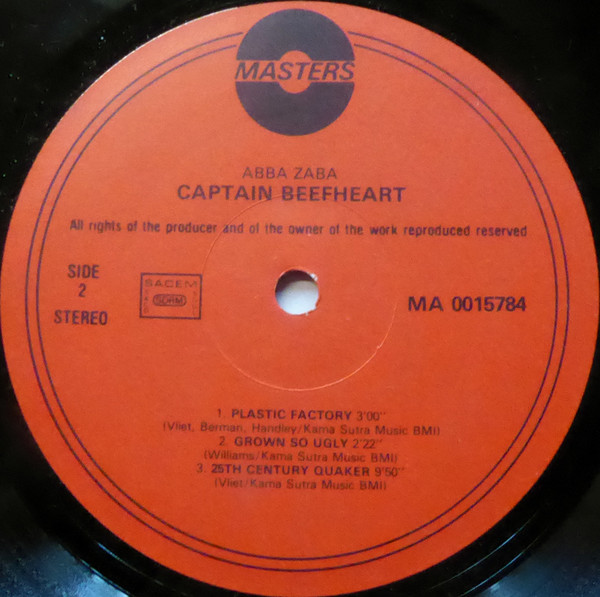 MASTERS
ABBA ZABA
CAPTAIN BEEFHEART
All rights of the producer and of the owner of the work reproduced reserved
SIDE
2
STEREO
SACEM
SDRM
MA 0015784
1. PLASTIC FACTORY 3'00''
(Vliet, Berman, Handley/Kama Sutra Music BMI)
2. GROWN SO UGLY 2'22''
(Williams/Kama Sutra Music BMI)
3. 25TH CENTURY QUAKER 9'50''
(Vliet/Kama Sutra Music BMI)